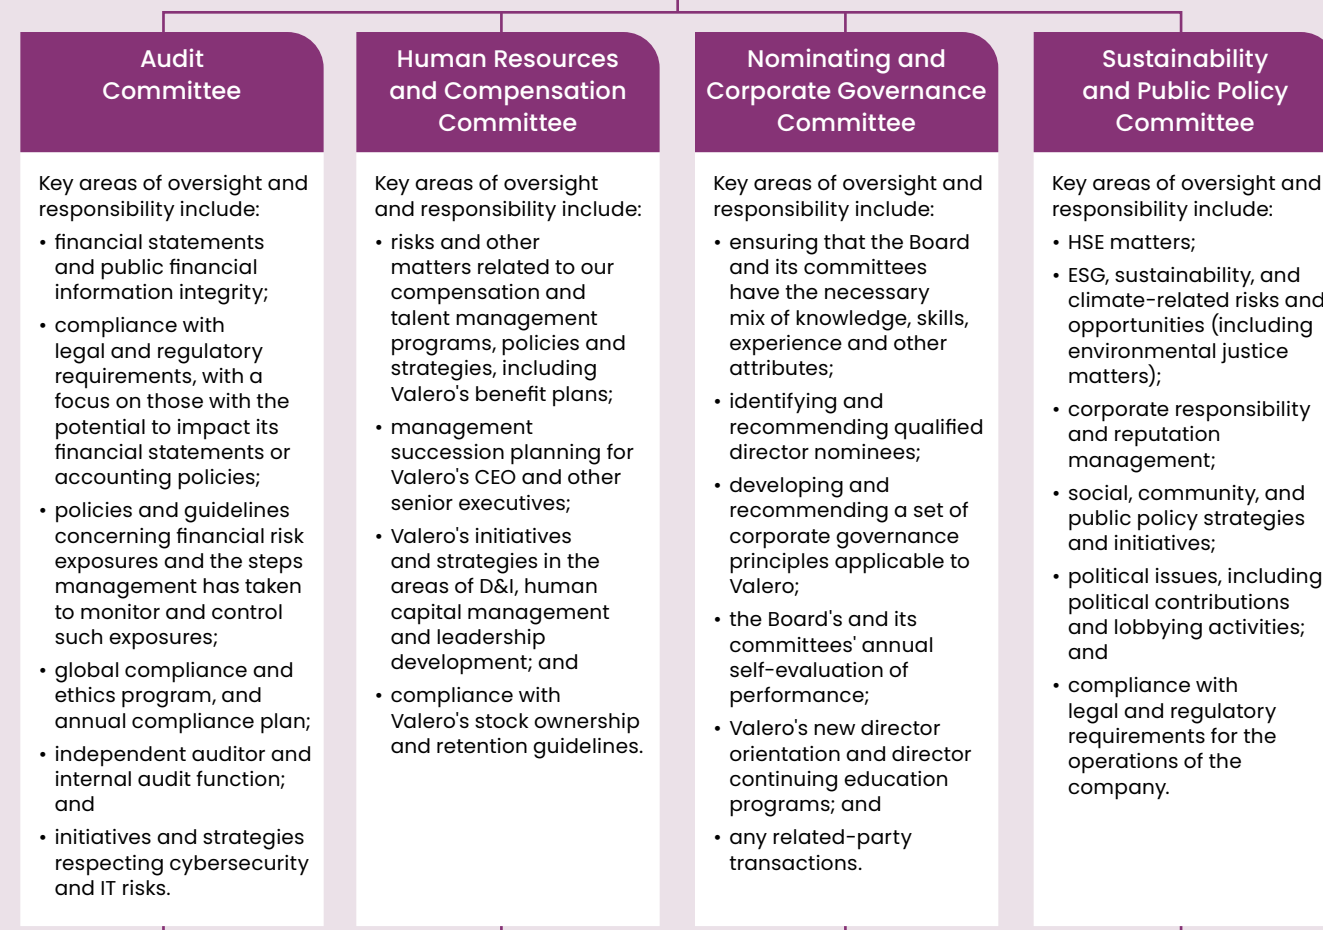 Audit
Committee
Key areas of oversight and
responsibility include:
• financial statements
and public financial
information integrity;
• compliance with
legal and regulatory
requirements, with a
focus on those with the
potential to impact its
financial statements or
accounting policies;
• policies and guidelines
concerning financial risk
exposures and the steps
management has taken
to monitor and control
such exposures;
• global compliance and
ethics program, and
annual compliance plan;
• independent auditor and
internal audit function;
and
• initiatives and strategies
respecting cybersecurity
and IT risks.
Human Resources
and Compensation
Committee
Key areas of oversight
and responsibility include:
• risks and other
matters related to our
compensation and
talent management
programs, policies and
strategies, including
Valero's benefit plans;
• management
succession planning for
Valero's CEO and other
senior executives;
• Valero's initiatives
and strategies in the
areas of D&I, human
capital management
and leadership
development; and
• compliance with
Valero's stock ownership
and retention guidelines.
Nominating and
Corporate Governance
Committee
Key areas of oversight and
responsibility include:
• ensuring that the Board
and its committees
have the necessary
mix of knowledge, skills,
experience and other
attributes;
• identifying and
recommending qualified
director nominees;
• developing and
recommending a set of
corporate governance
principles applicable to
Valero;
• the Board's and its
committees' annual
self-evaluation of
performance;
• Valero's new director
orientation and director
continuing education
programs; and
• any related-party
transactions.
Sustainability
and Public Policy
Committee
Key areas of oversight and
responsibility include:
• HSE matters;
• ESG, sustainability, and
climate-related risks and
opportunities (including
environmental justice
matters);
• corporate responsibility
and reputation
management;
• social, community, and
public policy strategies
and initiatives;
• political issues, including
political contributions
and lobbying activities;
and
• compliance with
legal and regulatory
requirements for the
operations of the
company.